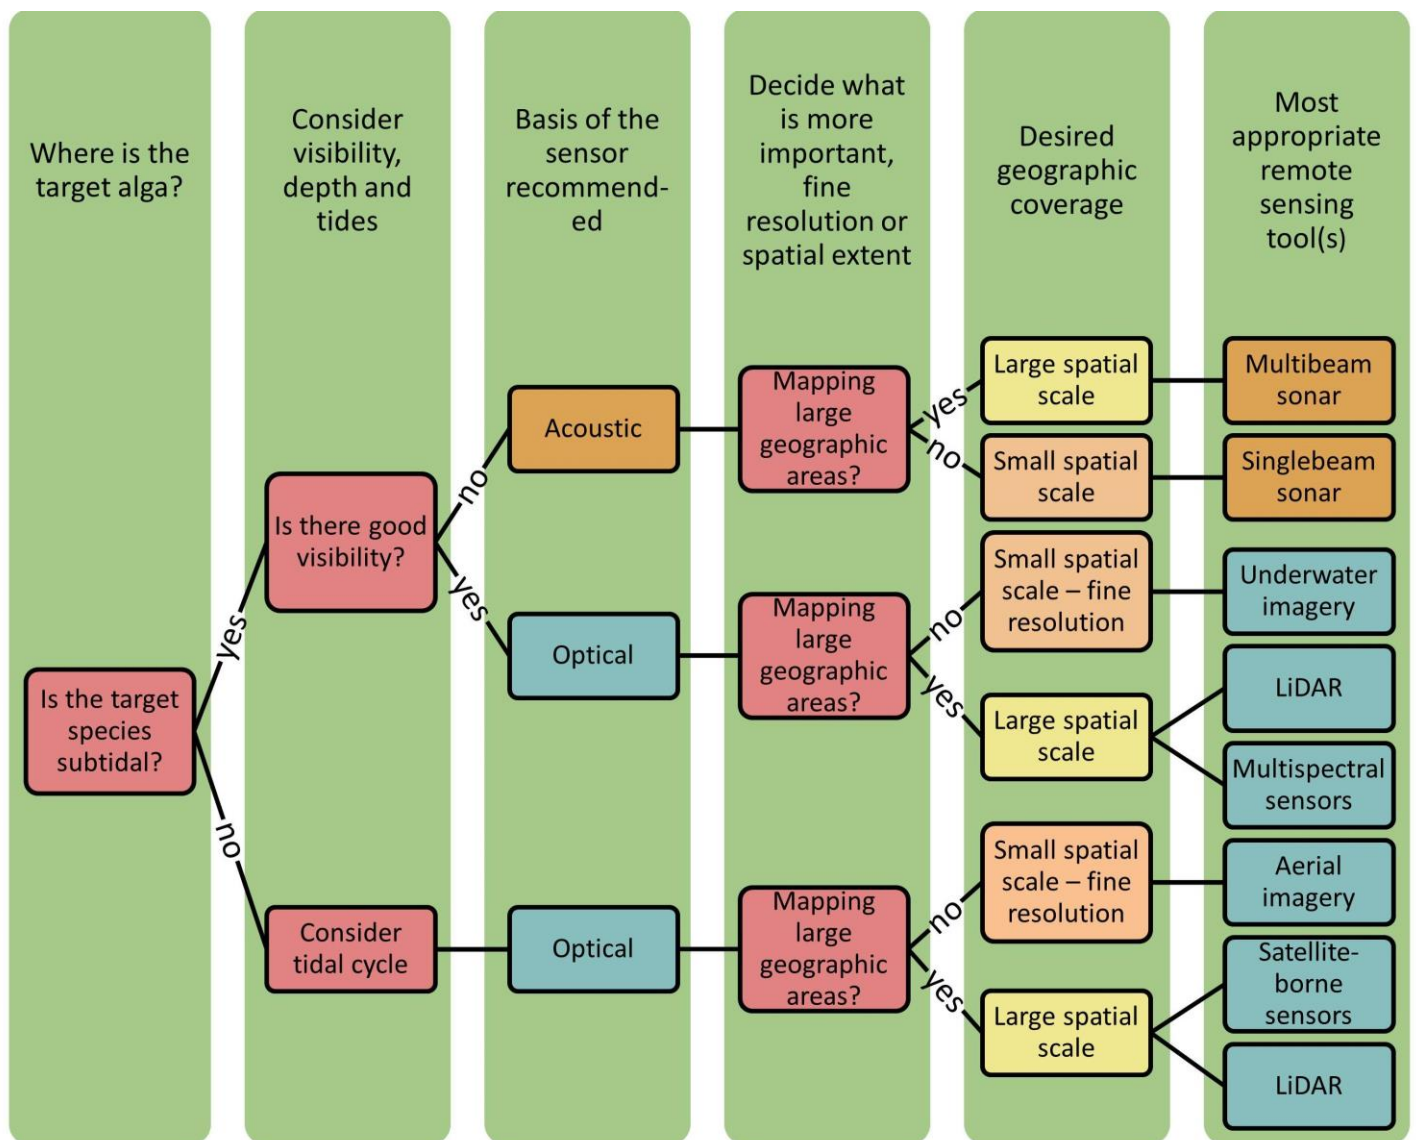 Where is the
target alga?
Consider
visibility,
depth and
tides
Basis of the
sensor
recommend-
ed
Decide what
is more
important,
fine
resolution or
spatial extent
Desired
geographic
coverage
Most
appropriate
remote
sensing
tool(s)
Is the target
species
subtidal?
yes
no
Is there good
visibility?
no
yes
Consider
tidal cycle
Acoustic
Optical
Optical
Mapping
large
geographic
areas?
yes
no
Mapping
large
geographic
areas?
no
yes
Mapping
large
geographic
areas?
no
yes
Large spatial
scale
Small spatial
scale
Small spatial
scale – fine
resolution
Large spatial
scale
Small spatial
scale – fine
resolution
Large spatial
scale
Multibeam
sonar
Singlebeam
sonar
Underwater
imagery
LiDAR
Multispectral
sensors
Aerial
imagery
Satellite-
borne
sensors
LiDAR